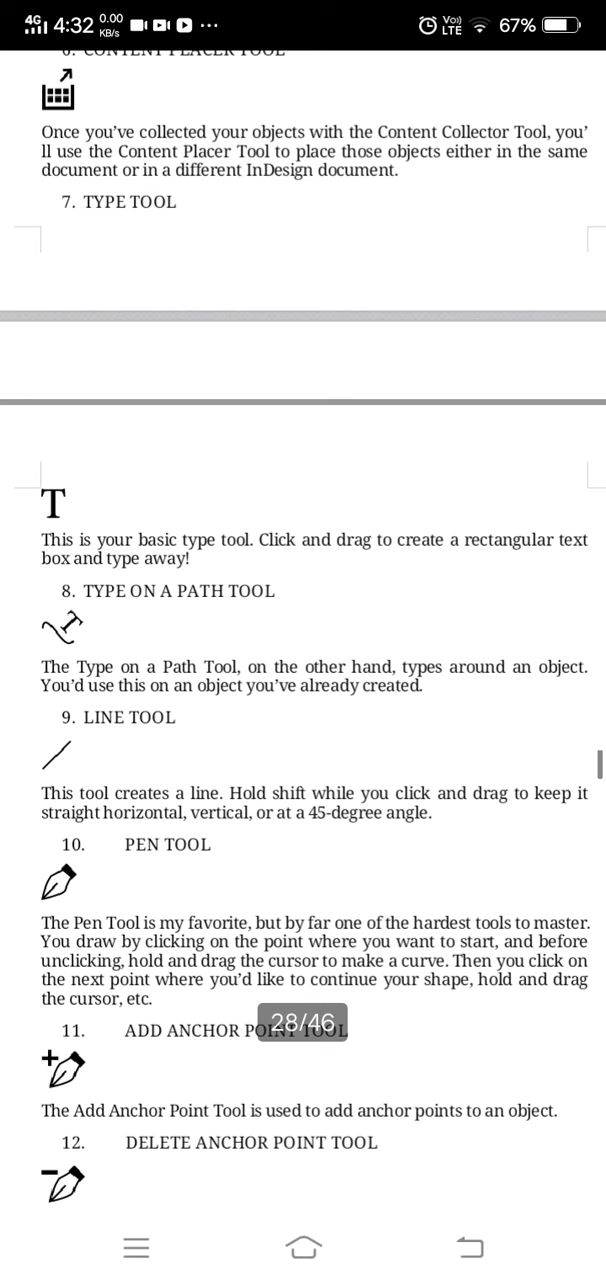 4G 4:32 0.00 KB/s ... Vo)) LTE 67%
6. CONTENT PLACER TOOL
Once you've collected your objects with the Content Collector Tool, you'
ll use the Content Placer Tool to place those objects either in the same
document or in a different InDesign document.
7. TYPE TOOL
T
This is your basic type tool. Click and drag to create a rectangular text
box and type away!
8. TYPE ON A PATH TOOL
The Type on a Path Tool, on the other hand, types around an object.
You'd use this on an object you've already created.
9. LINE TOOL
This tool creates a line. Hold shift while you click and drag to keep it
straight horizontal, vertical, or at a 45-degree angle.
10. PEN TOOL
The Pen Tool is my favorite, but by far one of the hardest tools to master.
You draw by clicking on the point where you want to start, and before
unclicking, hold and drag the cursor to make a curve. Then you click on
the next point where you'd like to continue your shape, hold and drag
the cursor, etc.
28/46
11. ADD ANCHOR POINT TOOL
The Add Anchor Point Tool is used to add anchor points to an object.
12. DELETE ANCHOR POINT TOOL